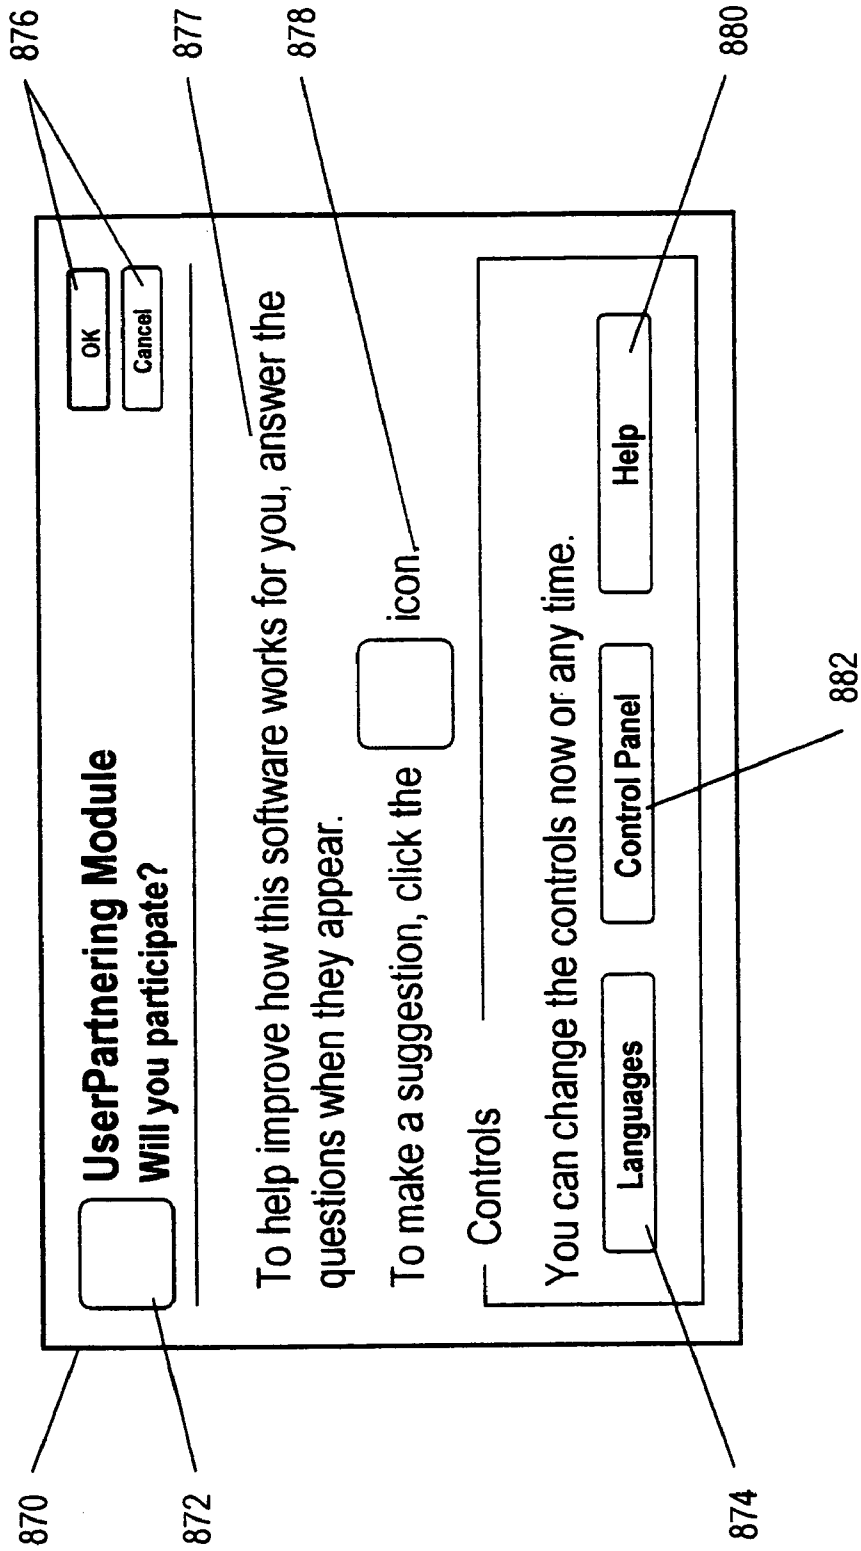 876
877
878
880
OK
Cancel
UserPartnering Module
Will you participate?
To help improve how this software works for you, answer the
questions when they appear.
To make a suggestion, click the icon.
Controls
You can change the controls now or any time.
Languages
Control Panel
Help
870
872
874
882